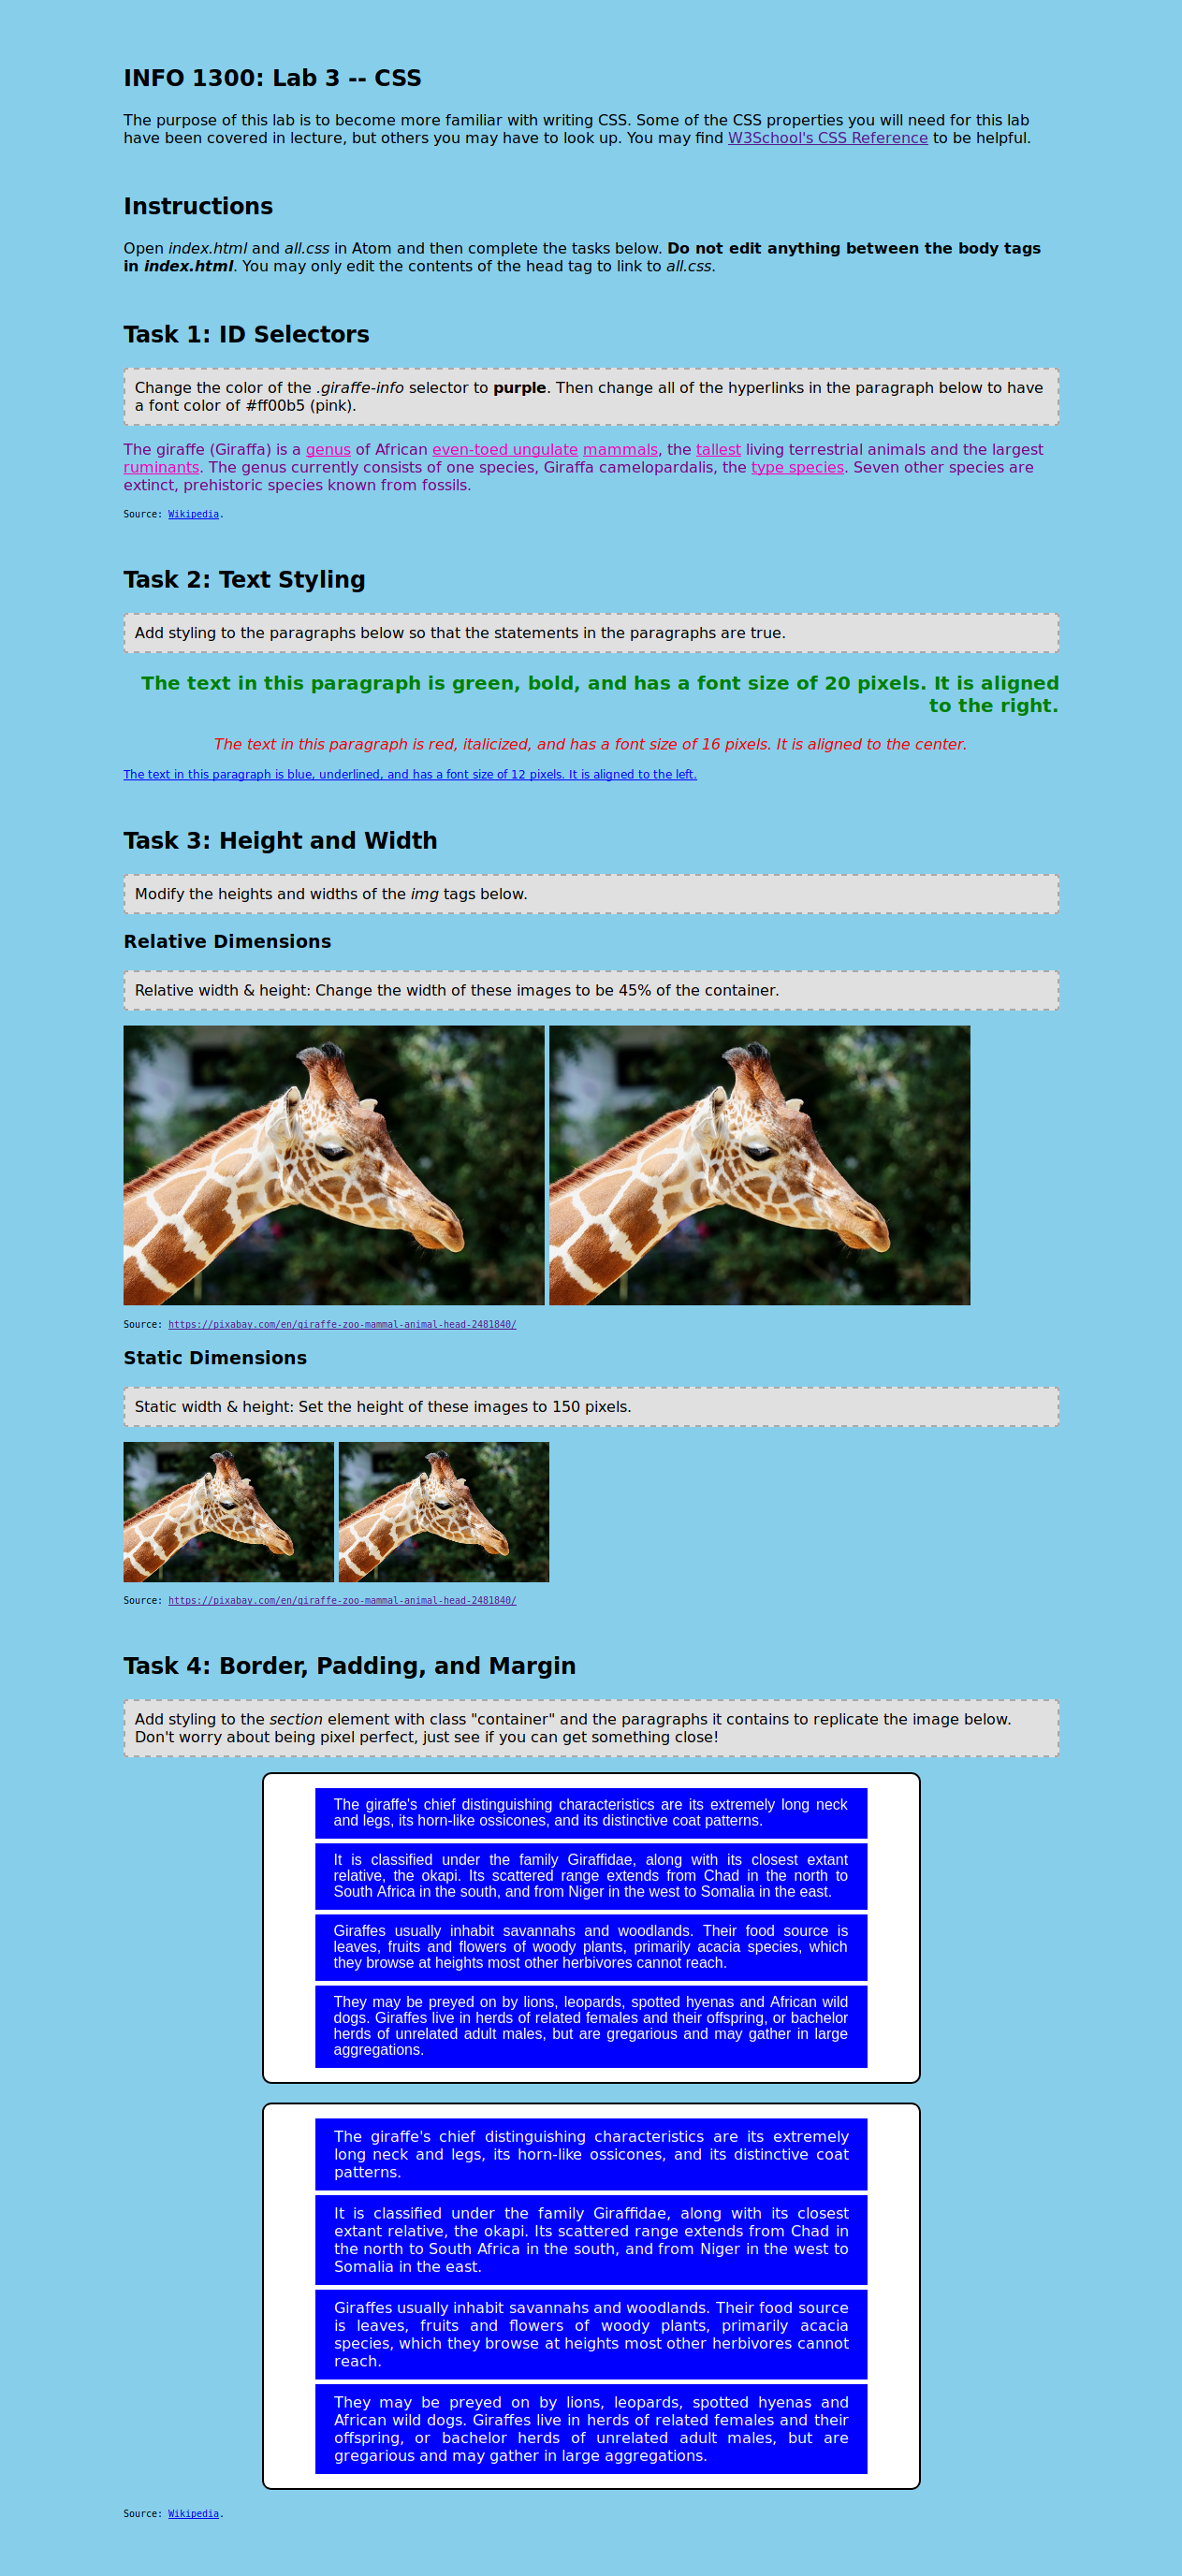 INFO 1300: Lab 3 -- CSS
The purpose of this lab is to become more familiar with writing CSS. Some of the CSS properties you will need for this lab
have been covered in lecture, but others you may have to look up. You may find W3School's CSS Reference to be helpful.
Instructions
Open index.html and all.css in Atom and then complete the tasks below. Do not edit anything between the body tags
in index.html. You may only edit the contents of the head tag to link to all.css.
Task 1: ID Selectors
Change the color of the .giraffe-info selector to purple. Then change all of the hyperlinks in the paragraph below to have
a font color of #ff00b5 (pink).
The giraffe (Giraffa) is a genus of African even-toed ungulate mammals, the tallest living terrestrial animals and the largest
ruminants. The genus currently consists of one species, Giraffa camelopardalis, the type species. Seven other species are
extinct, prehistoric species known from fossils.
Source: Wikipedia.
Task 2: Text Styling
Add styling to the paragraphs below so that the statements in the paragraphs are true.
The text in this paragraph is green, bold, and has a font size of 20 pixels. It is aligned
to the right.
The text in this paragraph is red, italicized, and has a font size of 16 pixels. It is aligned to the center.
The text in this paragraph is blue, underlined, and has a font size of 12 pixels. It is aligned to the left.
Task 3: Height and Width
Modify the heights and widths of the img tags below.
Relative Dimensions
Relative width & height: Change the width of these images to be 45% of the container.
Source: https://pixabay.com/en/giraffe-zoo-mammal-animal-head-2481840/
Static Dimensions
Static width & height: Set the height of these images to 150 pixels.
Source: https://pixabay.com/en/giraffe-zoo-mammal-animal-head-2481840/
Task 4: Border, Padding, and Margin
Add styling to the section element with class "container" and the paragraphs it contains to replicate the image below.
Don't worry about being pixel perfect, just see if you can get something close!
The giraffe's chief distinguishing characteristics are its extremely long neck
and legs, its horn-like ossicones, and its distinctive coat patterns.
It is classified under the family Giraffidae, along with its closest extant
relative, the okapi. Its scattered range extends from Chad in the north to
South Africa in the south, and from Niger in the west to Somalia in the east.
Giraffes usually inhabit savannahs and woodlands. Their food source is
leaves, fruits and flowers of woody plants, primarily acacia species, which
they browse at heights most other herbivores cannot reach.
They may be preyed on by lions, leopards, spotted hyenas and African wild
dogs. Giraffes live in herds of related females and their offspring, or bachelor
herds of unrelated adult males, but are gregarious and may gather in large
aggregations.
The giraffe's chief distinguishing characteristics are its extremely
long neck and legs, its horn-like ossicones, and its distinctive coat
patterns.
It is classified under the family Giraffidae, along with its closest
extant relative, the okapi. Its scattered range extends from Chad in
the north to South Africa in the south, and from Niger in the west to
Somalia in the east.
Giraffes usually inhabit savannahs and woodlands. Their food source
is leaves, fruits and flowers of woody plants, primarily acacia
species, which they browse at heights most other herbivores cannot
reach.
They may be preyed on by lions, leopards, spotted hyenas and
African wild dogs. Giraffes live in herds of related females and their
offspring, or bachelor herds of unrelated adult males, but are
gregarious and may gather in large aggregations.
Source: Wikipedia.